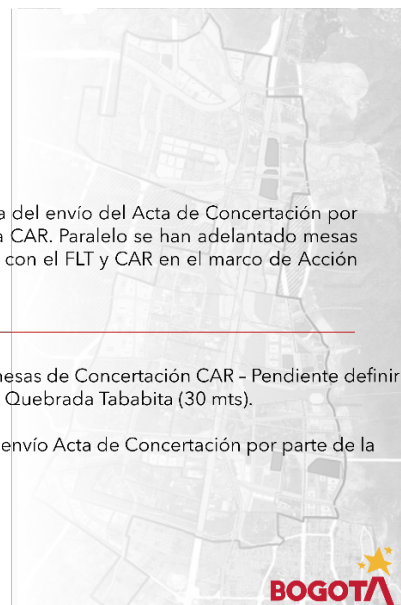 a del envío del Acta de Concertación por
a CAR. Paralelo se han adelantado mesas
con el FLT y CAR en el marco de Acción
mesas de Concertación CAR – Pendiente definir
Quebrada Tababita (30 mts).
envío Acta de Concertación por parte de la
BOGOTÁ